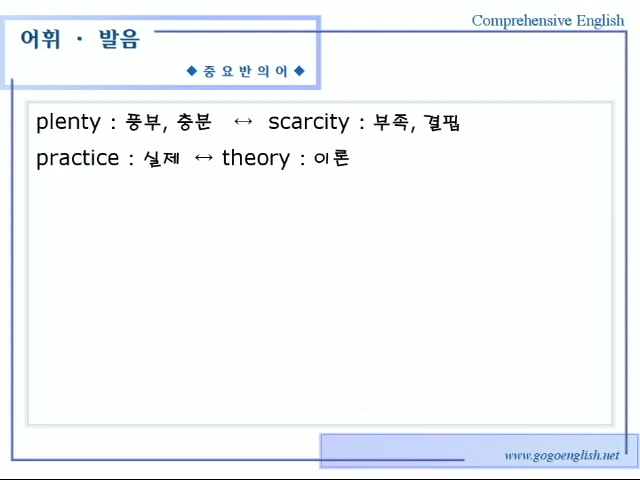 Comprehensive English
어휘 · 발음
◆ 중요반의어 ◆
plenty : 풍부, 충분 ↔ scarcity : 부족, 결핍
practice : 실제 ↔ theory : 이론
www.gogoenglish.net